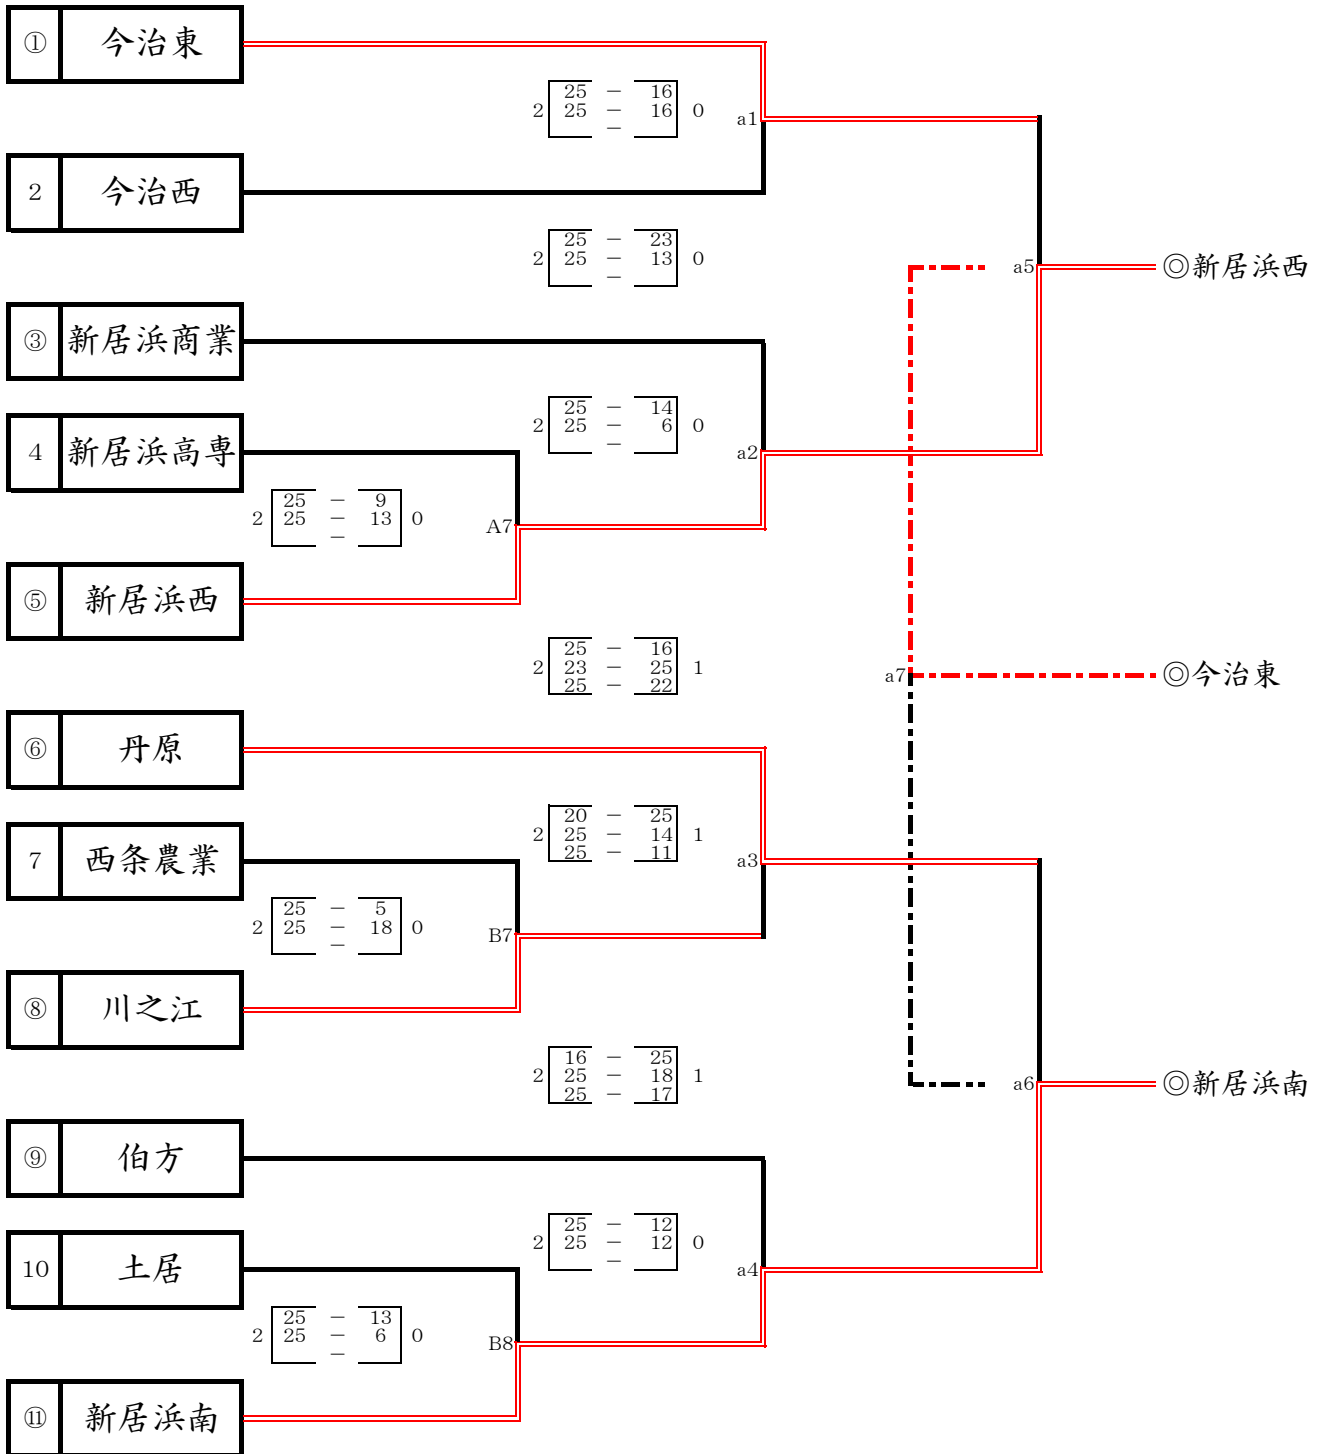 ① 今治東
25 － 16
2 25 － 16 0
－
a1
2 今治西
25 － 23
2 25 － 13 0
－
a5 ◎新居浜西
③ 新居浜商業
25 － 14
2 25 － 6 0
－
a2
4 新居浜高専
25 － 9
2 25 － 13 0
－
A7
⑤ 新居浜西
25 － 16
2 23 － 25 1
25 － 22
a7 ◎今治東
⑥ 丹原
20 － 25
2 25 － 14 1
25 － 11
a3
7 西条農業
25 － 5
2 25 － 18 0
－
B7
⑧ 川之江
16 － 25
2 25 － 18 1
25 － 17
a6 ◎新居浜南
⑨ 伯方
25 － 12
2 25 － 12 0
－
a4
10 土居
25 － 13
2 25 － 6 0
－
B8
⑪ 新居浜南